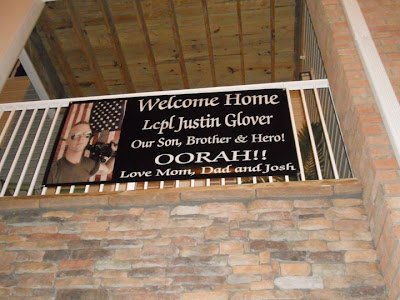 Welcome Home
Lcpl Justin Glover
Our Son, Brother & Hero!
OORAH!!
Love Mom, Dad and Josh